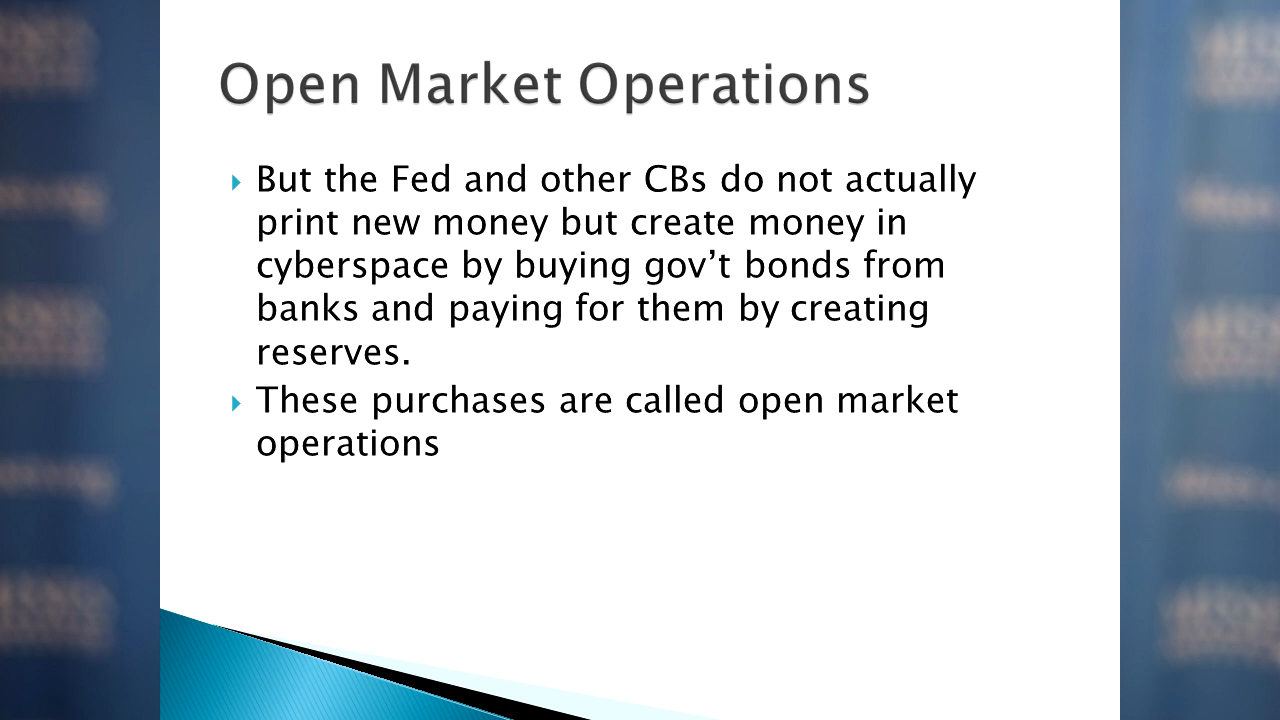 Open Market Operations
But the Fed and other CBs do not actually
print new money but create money in
cyberspace by buying gov’t bonds from
banks and paying for them by creating
reserves.
These purchases are called open market
operations